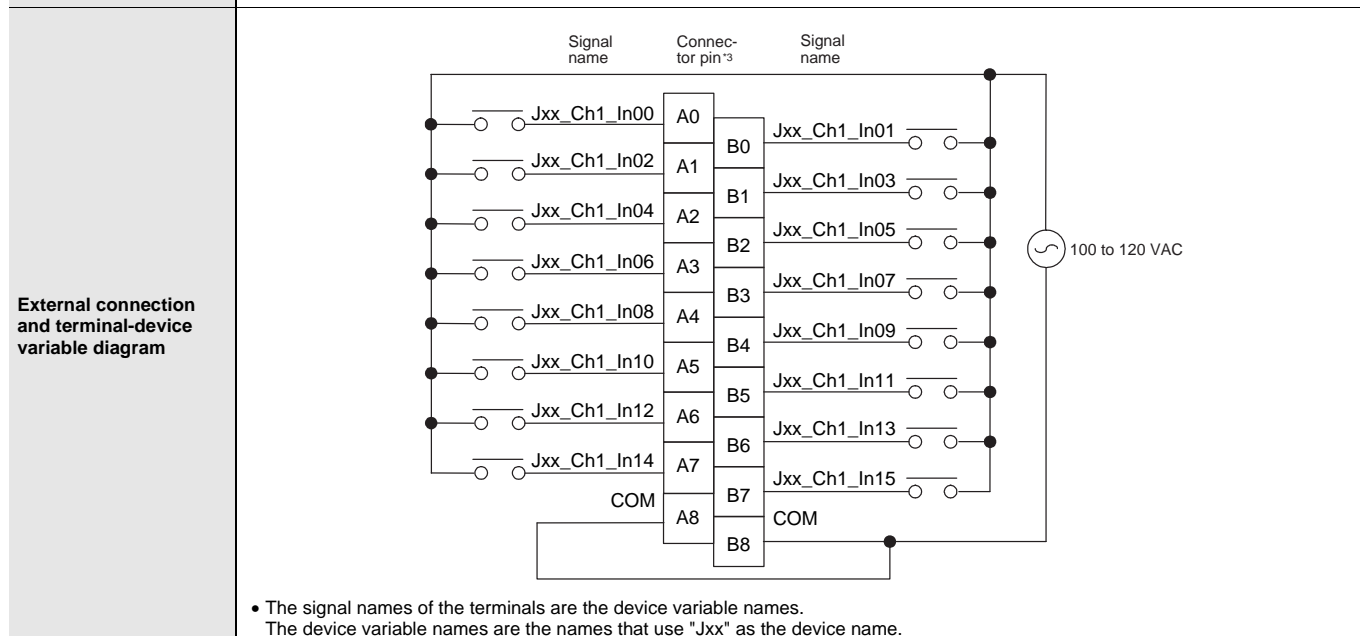 External connection
and terminal-device
variable diagram
Signal
name
Connec-
tor pin*3
Signal
name
Jxx_Ch1_In00
A0
B0
Jxx_Ch1_In01
Jxx_Ch1_In02
A1
B1
Jxx_Ch1_In03
Jxx_Ch1_In04
A2
B2
Jxx_Ch1_In05
Jxx_Ch1_In06
A3
B3
Jxx_Ch1_In07
Jxx_Ch1_In08
A4
B4
Jxx_Ch1_In09
Jxx_Ch1_In10
A5
B5
Jxx_Ch1_In11
Jxx_Ch1_In12
A6
B6
Jxx_Ch1_In13
Jxx_Ch1_In14
A7
B7
Jxx_Ch1_In15
COM
A8
B8
COM
100 to 120 VAC
• The signal names of the terminals are the device variable names.
The device variable names are the names that use "Jxx" as the device name.